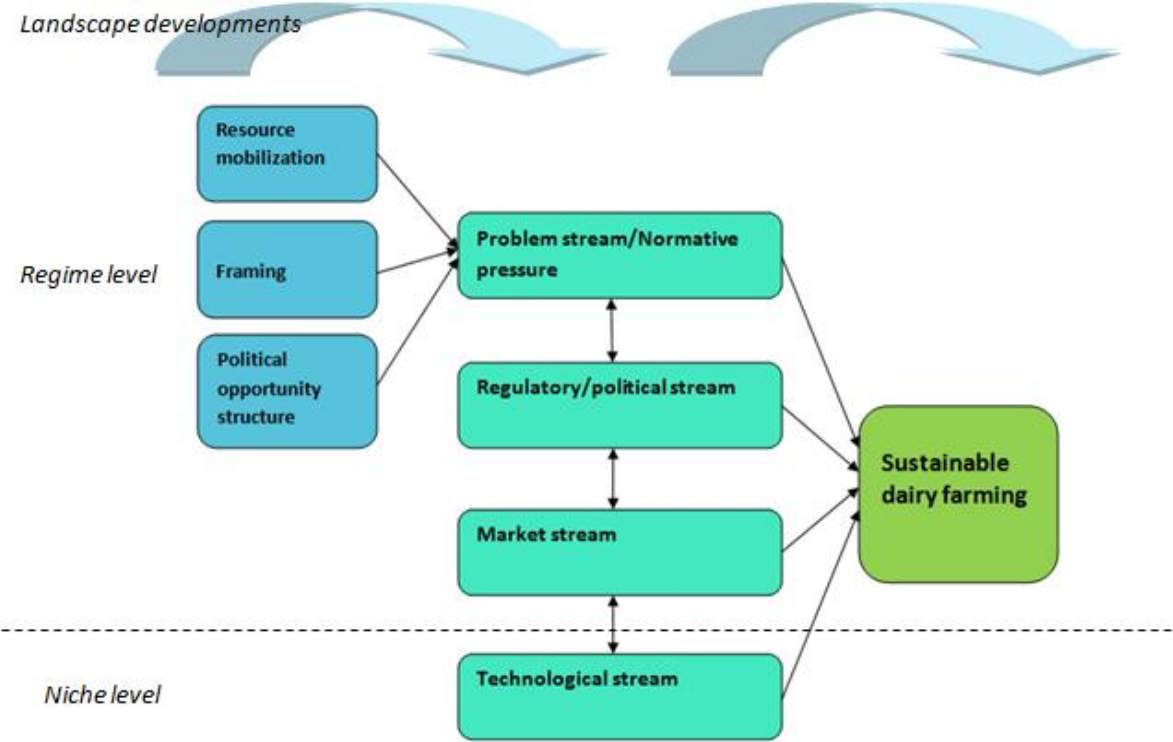 Landscape developments
Resource
mobilization
Regime level
Framing
Political
opportunity
structure
Problem stream/Normative
pressure
Regulatory/political stream
Market stream
Sustainable
dairy farming
Niche level
Technological stream